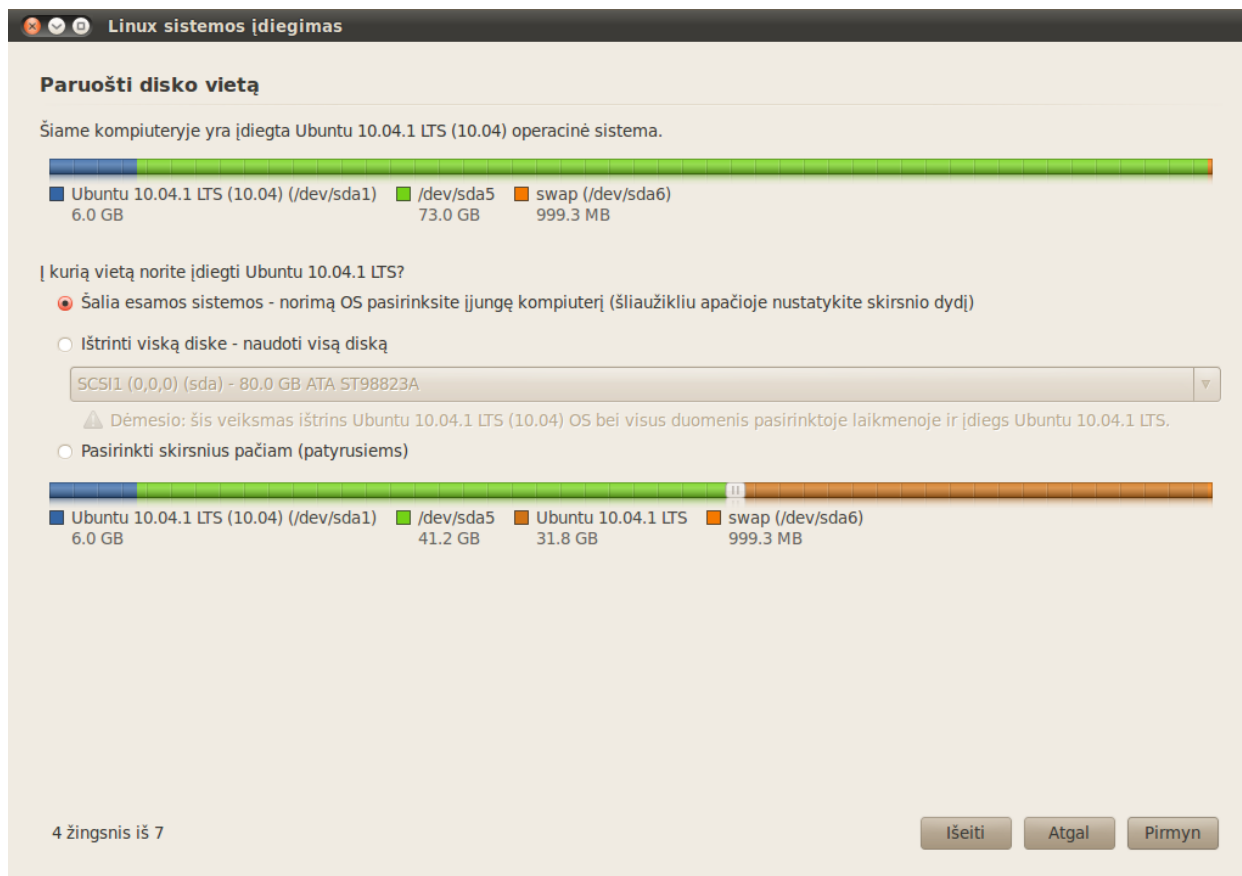 Linux sistemos įdiegimas
Paruošti disko vietą
Šiame kompiuteryje yra įdiegta Ubuntu 10.04.1 LTS (10.04) operacinė sistema.
Ubuntu 10.04.1 LTS (10.04) (/dev/sda1) /dev/sda5 swap (/dev/sda6)
6.0 GB 73.0 GB 999.3 MB
Į kurią vietą norite įdiegti Ubuntu 10.04.1 LTS?
Šalia esamos sistemos - norimą OS pasirinksite įjungę kompiuterį (šliaužikliu apačioje nustatykite skirsnio dydį)
Ištrinti viską diske - naudoti visą diską
SCSI1 (0,0,0) (sda) - 80.0 GB ATA ST98823A
Dėmesio: šis veiksmas ištrins Ubuntu 10.04.1 LTS (10.04) OS bei visus duomenis pasirinktoje laikmenoje ir įdiegs Ubuntu 10.04.1 LTS.
Pasirinkti skirsnius pačiam (patyrusiems)
Ubuntu 10.04.1 LTS (10.04) (/dev/sda1) /dev/sda5 Ubuntu 10.04.1 LTS swap (/dev/sda6)
6.0 GB 41.2 GB 31.8 GB 999.3 MB
4 žingsnis iš 7 Išeiti Atgal Pirmyn